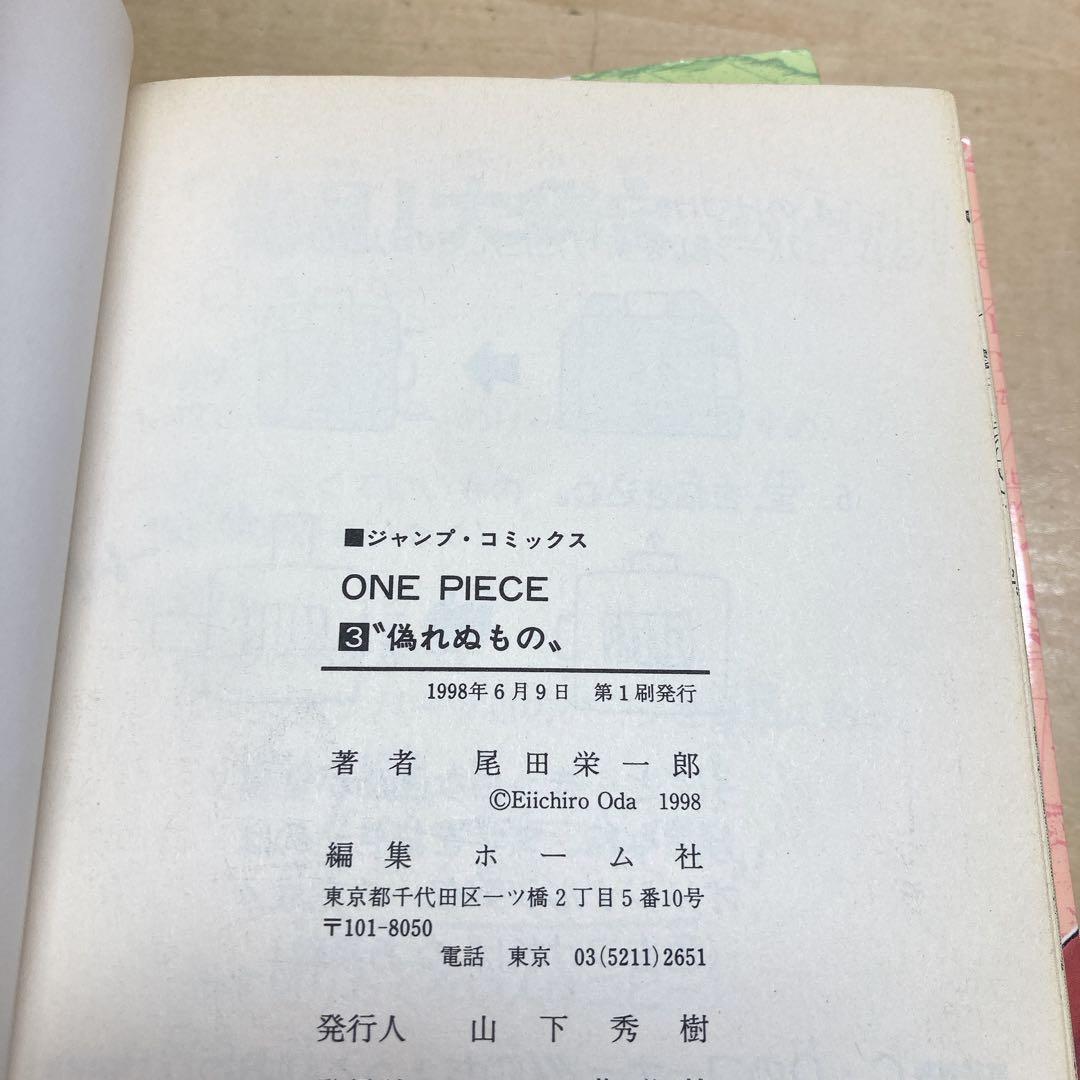 ■ジャンプ・コミックス
ONE PIECE
3〝偽れぬもの〟
1998年6月9日 第1刷発行
著者 尾田栄一郎
©Eiichiro Oda 1998
編集 ホーム社
東京都千代田区一ツ橋2丁目5番10号
〒101-8050
電話 東京 03(5211)2651
発行人 山下秀樹